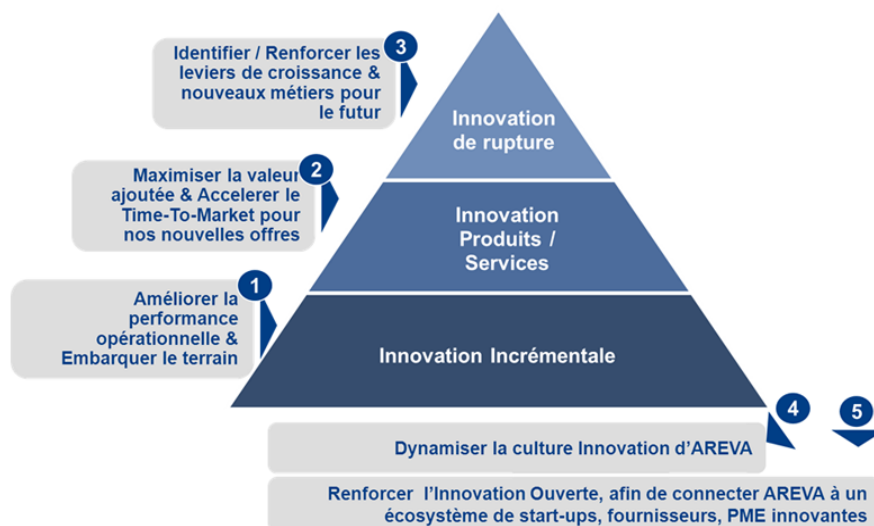 3
Identifier / Renforcer les
leviers de croissance &
nouveaux métiers pour
le futur
Innovation
de rupture
2
Maximiser la valeur
ajoutée & Accelerer le
Time-To-Market pour
nos nouvelles offres
Innovation
Produits /
Services
1
Améliorer la
performance
opérationnelle &
Embarquer le terrain
Innovation Incrémentale
4
5
Dynamiser la culture Innovation d’AREVA
Renforcer l’Innovation Ouverte, afin de connecter AREVA à un
écosystème de start-ups, fournisseurs, PME innovantes